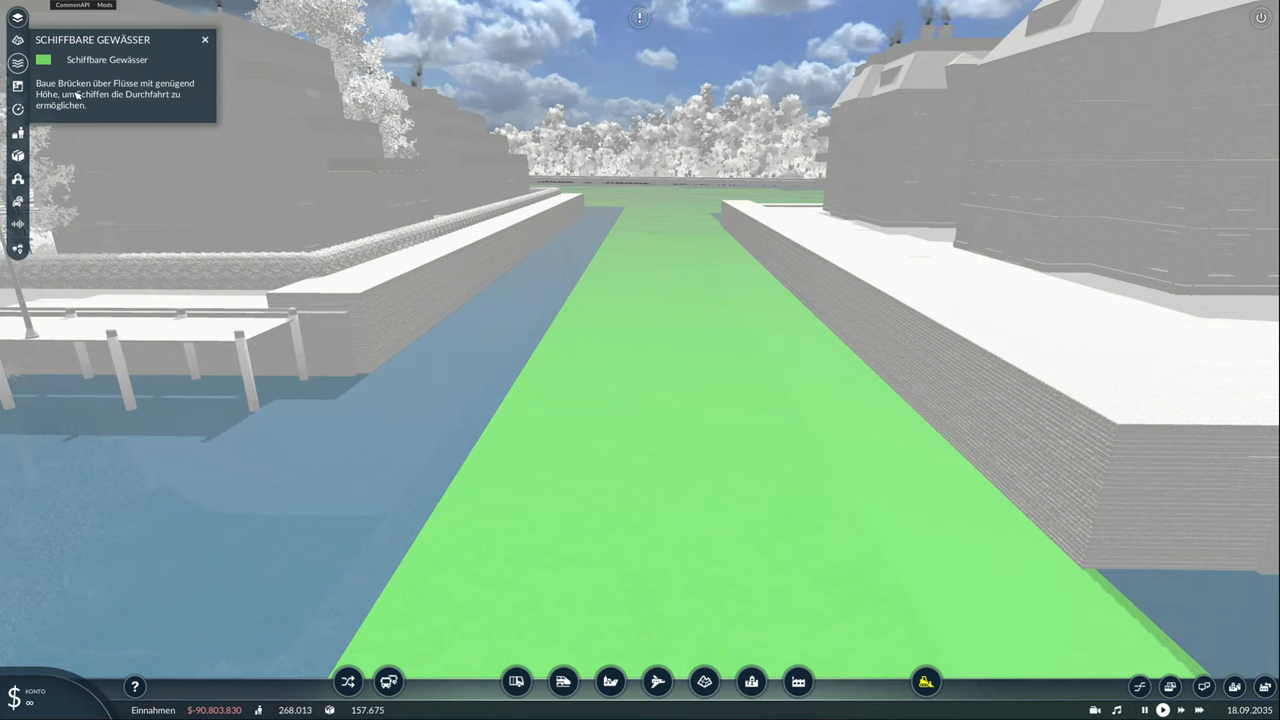 CommonAPI Mods
SCHIFFBARE GEWÄSSER
Schiffbare Gewässer
Baue Brücken über Flüsse mit genügend
Höhe, um Schiffen die Durchfahrt zu
ermöglichen.
KONTO
$ ∞
?
Einnahmen $-90.803.830 268.013 157.675
18.09.2035